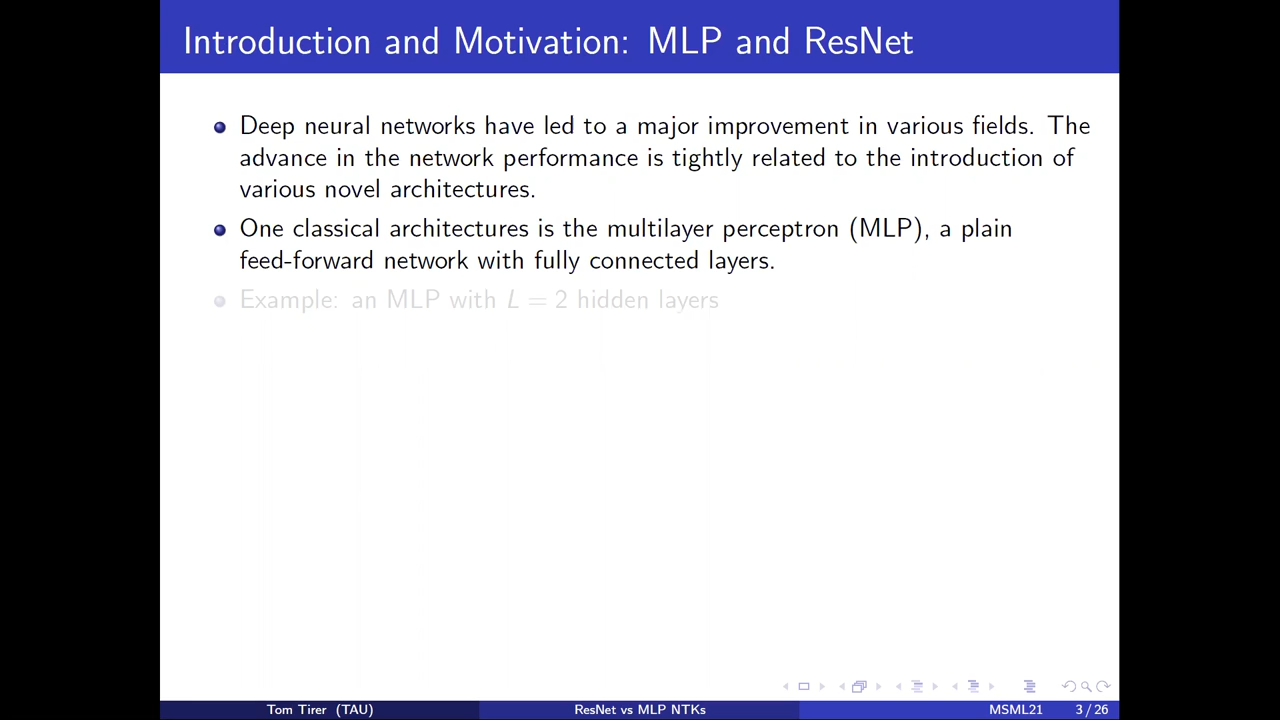 Introduction and Motivation: MLP and ResNet
Deep neural networks have led to a major improvement in various fields. The
advance in the network performance is tightly related to the introduction of
various novel architectures.
One classical architectures is the multilayer perceptron (MLP), a plain
feed-forward network with fully connected layers.
Example: an MLP with L = 2 hidden layers
Tom Tirer (TAU)
ResNet vs MLP NTKs
MSML21
3 / 26